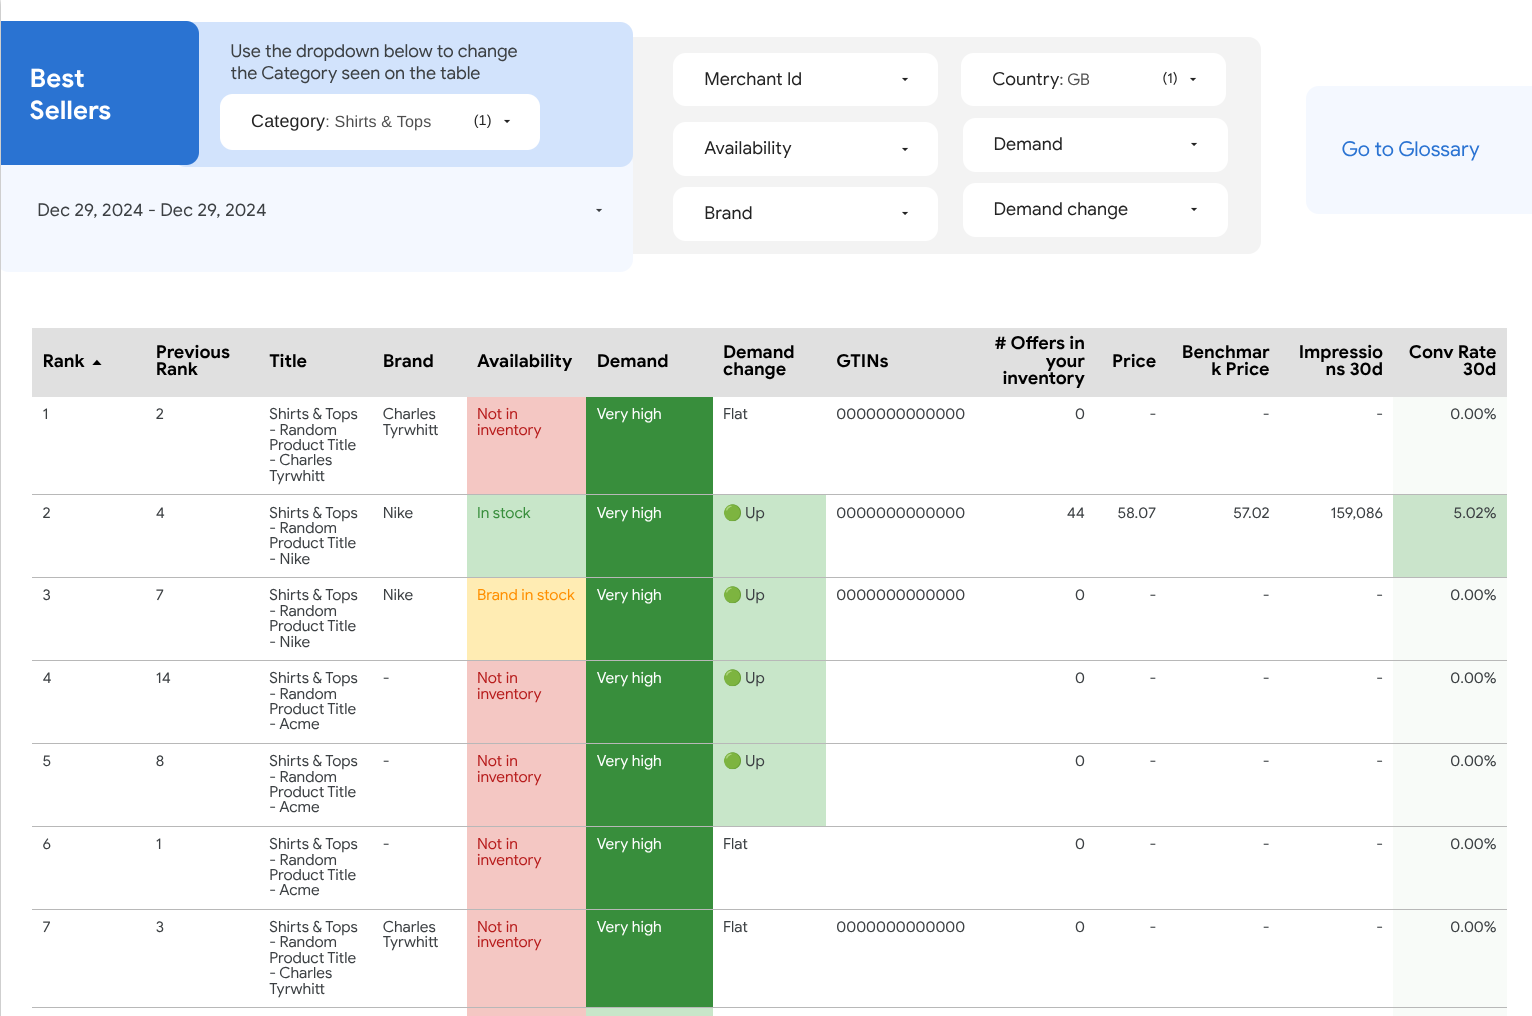 Best
Sellers
Use the dropdown below to change
the Category seen on the table
Category: Shirts & Tops (1)
Dec 29, 2024 - Dec 29, 2024
Merchant Id
Country: GB (1)
Availability
Demand
Brand
Demand change
Go to Glossary
Rank
Previous
Rank
Title
Brand
Availability
Demand
Demand
change
GTINs
# Offers in
your
inventory
Price
Benchmar
k Price
Impressio
ns 30d
Conv Rate
30d
1
2
Shirts & Tops
- Random
Product Title
- Charles
Tyrwhitt
Charles
Tyrwhitt
Not in
inventory
Very high
Flat
0000000000000
0
-
-
-
0.00%
2
4
Shirts & Tops
- Random
Product Title
- Nike
Nike
In stock
Very high
Up
0000000000000
44
58.07
57.02
159,086
5.02%
3
7
Shirts & Tops
- Random
Product Title
- Nike
Nike
Brand in stock
Very high
Up
0000000000000
0
-
-
-
0.00%
4
14
Shirts & Tops
- Random
Product Title
- Acme
-
Not in
inventory
Very high
Up
0
-
-
-
0.00%
5
8
Shirts & Tops
- Random
Product Title
- Acme
-
Not in
inventory
Very high
Up
0
-
-
-
0.00%
6
1
Shirts & Tops
- Random
Product Title
- Acme
-
Not in
inventory
Very high
Flat
0
-
-
-
0.00%
7
3
Shirts & Tops
- Random
Product Title
- Charles
Tyrwhitt
Charles
Tyrwhitt
Not in
inventory
Very high
Flat
0000000000000
0
-
-
-
0.00%